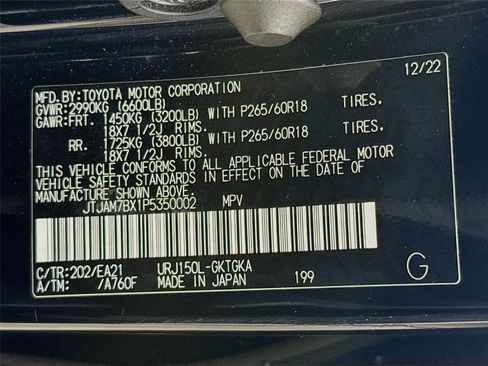 MFD.BY:TOYOTA MOTOR CORPORATION 12/22
GVWR:2990KG (6600LB)
GAWR:FRT. 1450KG (3200LB) WITH P265/60R18 TIRES.
18X7 1/2J RIMS.
RR. 1725KG (3800LB) WITH P265/60R18 TIRES.
18X7 1/2J RIMS.
THIS VEHICLE CONFORMS TO ALL APPLICABLE FEDERAL MOTOR
VEHICLE SAFETY STANDARDS IN EFFECT ON THE DATE OF
MANUFACTURE SHOWN ABOVE.
JTJAM7BX1P5350002 MPV
C/TR:202/EA21 URJ150L-GKTGKA
A/TM: /A760F MADE IN JAPAN 199 G